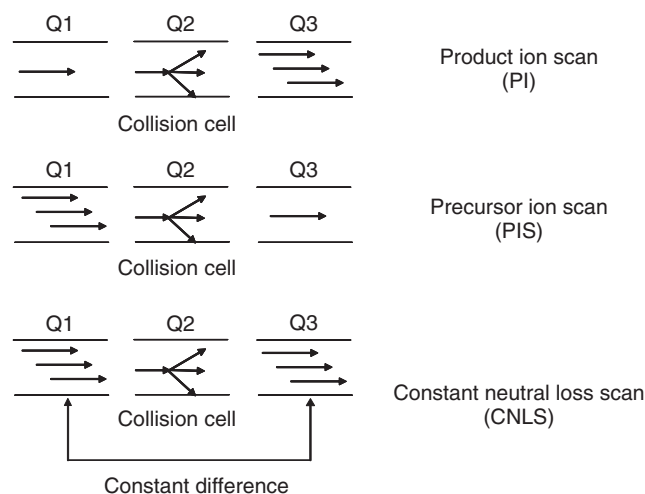 Q1 Q2 Q3
Product ion scan
(PI)
Collision cell
Q1 Q2 Q3
Precursor ion scan
(PIS)
Collision cell
Q1 Q2 Q3
Constant neutral loss scan
(CNLS)
Collision cell
Constant difference